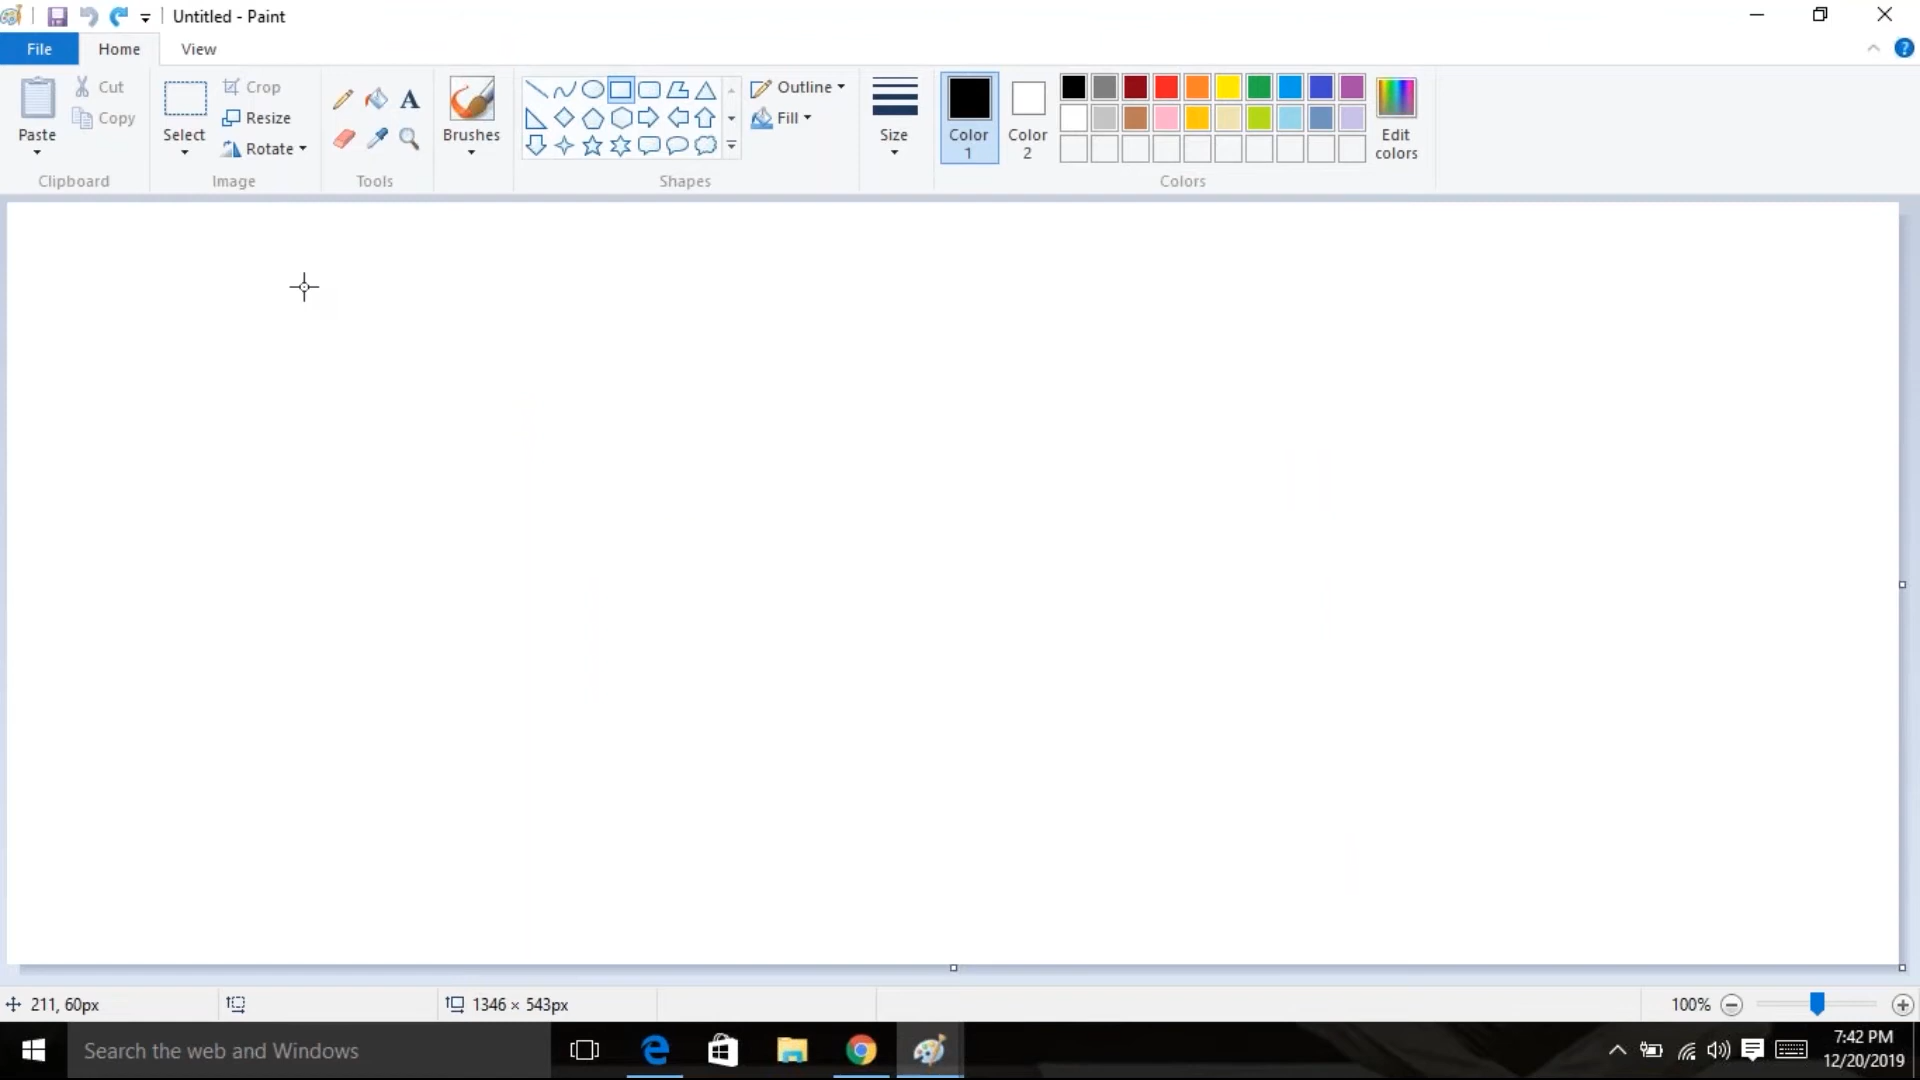 Untitled - Paint
File Home View
Paste Cut Copy
Select Crop Resize Rotate
A
Brushes
Outline Fill
Size
Color 1
Color 2
Edit colors
Clipboard Image Tools Shapes Colors
211, 60px
1346 × 543px
100%
Search the web and Windows
7:42 PM
12/20/2019